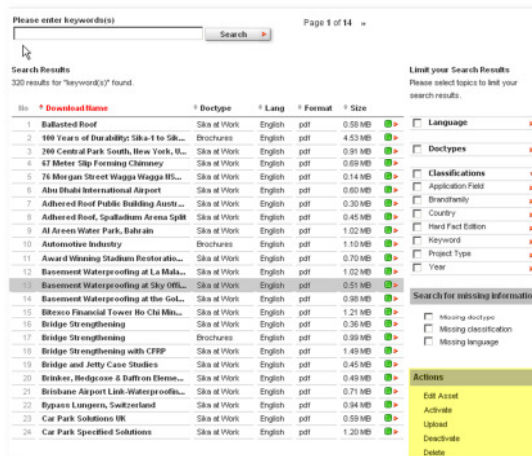 Please enter keywords(s)
Page 1 of 14 »
Search
Search Results
320 results for "keyword(s)" found.
No Download Name Doctype Lang Format Size
1 Ballasted Roof Sika at Work English pdf 0.58 MB
2 100 Years of Durability: Sika-1 to Sik... Brochures English pdf 4.53 MB
3 200 Central Park South, New York, U... Sika at Work English pdf 0.91 MB
4 67 Meter Slip Forming Chimney Sika at Work English pdf 0.69 MB
5 76 Morgan Street Wagga Wagga NS... Sika at Work English pdf 0.14 MB
6 Abu Dhabi International Airport Sika at Work English pdf 0.60 MB
7 Adhered Roof Public Building Austr... Sika at Work English pdf 0.30 MB
8 Adhered Roof, Spalladium Arena Split Sika at Work English pdf 0.45 MB
9 Al Areen Water Park, Bahrain Sika at Work English pdf 1.02 MB
10 Automotive Industry Brochures English pdf 1.10 MB
11 Award Winning Stadium Restoratio... Sika at Work English pdf 0.70 MB
12 Basement Waterproofing at La Mala... Sika at Work English pdf 1.02 MB
13 Basement Waterproofing at Sky Offi... Sika at Work English pdf 0.51 MB
14 Basement Waterproofing at the Gol... Sika at Work English pdf 0.98 MB
15 Bitexco Financial Tower Ho Chi Min... Sika at Work English pdf 1.21 MB
16 Bridge Strengthening Sika at Work English pdf 0.36 MB
17 Bridge Strengthening Brochures English pdf 0.99 MB
18 Bridge Strengthening with CFRP Sika at Work English pdf 1.49 MB
19 Bridge and Jetty Case Studies Sika at Work English pdf 0.45 MB
20 Brinker, Hedgcoxe & Daffron Eleme... Sika at Work English pdf 0.49 MB
21 Brisbane Airport Link-Waterproofin... Sika at Work English pdf 0.71 MB
22 Bypass Lungern, Switzerland Sika at Work English pdf 0.94 MB
23 Car Park Solutions UK Sika at Work English pdf 0.59 MB
24 Car Park Specified Solutions Sika at Work English pdf 1.20 MB
Limit your Search Results
Please select topics to limit your
search results.
Language
Doctypes
Classifications
Application Field
Brandfamily
Country
Hard Fact Edition
Keyword
Project Type
Year
Search for missing informatio
Missing doctype
Missing classification
Missing language
Actions
Edit Asset
Activate
Upload
Deactivate
Delete